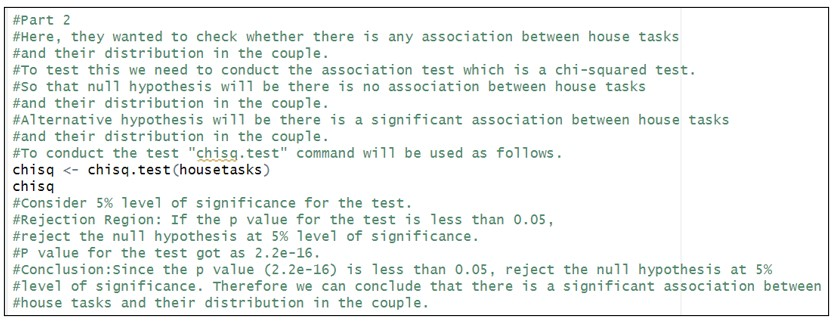 #Part 2
#Here, they wanted to check whether there is any association between house tasks
#and their distribution in the couple.
#To test this we need to conduct the association test which is a chi-squared test.
#So that null hypothesis will be there is no association between house tasks
#and their distribution in the couple.
#Alternative hypothesis will be there is a significant association between house tasks
#and their distribution in the couple.
#To conduct the test "chisq.test" command will be used as follows.
chisq <- chisq.test(housetasks)
chisq
#Consider 5% level of significance for the test.
#Rejection Region: If the p value for the test is less than 0.05,
#reject the null hypothesis at 5% level of significance.
#P value for the test got as 2.2e-16.
#Conclusion:Since the p value (2.2e-16) is less than 0.05, reject the null hypothesis at 5%
#level of significance. Therefore we can conclude that there is a significant association between
#house tasks and their distribution in the couple.